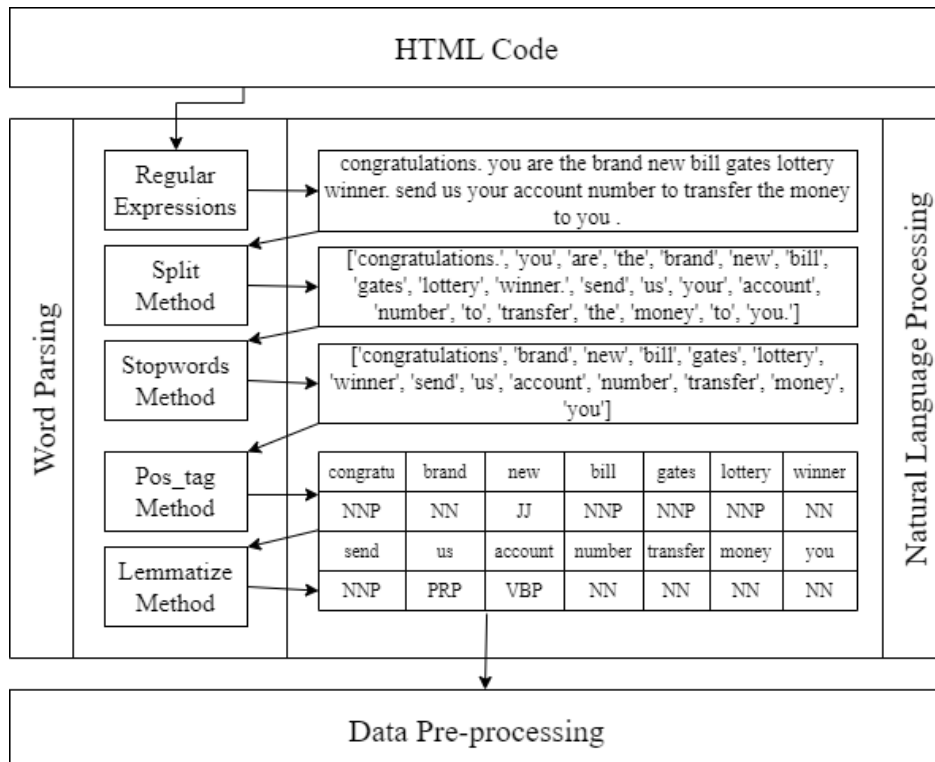 HTML Code
Word Parsing
Regular
Expressions
congratulations. you are the brand new bill gates lottery
winner. send us your account number to transfer the money
to you .
Split
Method
['congratulations.', 'you', 'are', 'the', 'brand', 'new', 'bill',
'gates', 'lottery', 'winner.', 'send', 'us', 'your', 'account',
'number', 'to', 'transfer', 'the', 'money', 'to', 'you.']
Stopwords
Method
['congratulations', 'brand', 'new', 'bill', 'gates', 'lottery',
'winner', 'send', 'us', 'account', 'number', 'transfer', 'money',
'you']
Pos_tag
Method
congratu brand new bill gates lottery winner
NNP NN JJ NNP NNP NNP NN
Lemmatize
Method
send us account number transfer money you
NNP PRP VBP NN NN NN NN
Natural Language Processing
Data Pre-processing